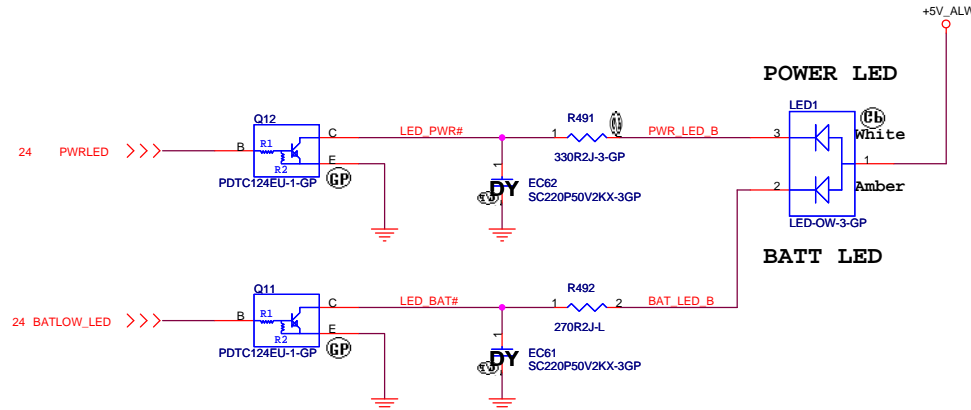 +5V_ALW
POWER LED
Q12
R491
LED1
Cb
24 PWRLED
B
R1
R2
C
E
LED_PWR#
1
PWR_LED_B
3
White
1
330R2J-3-GP
PDTC124EU-1-GP
GP
1
DY
EC62
SC220P50V2KX-3GP
2
Amber
LED-OW-3-GP
BATT LED
Q11
R492
24 BATLOW_LED
B
R1
R2
C
E
LED_BAT#
1
2
BAT_LED_B
270R2J-L
PDTC124EU-1-GP
GP
1
DY
EC61
SC220P50V2KX-3GP